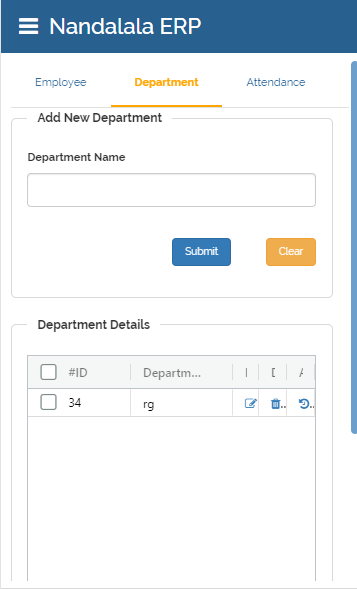 Nandalala ERP
Employee Department Attendance
Add New Department
Department Name
Submit Clear
Department Details
#ID Departm...
34 rg